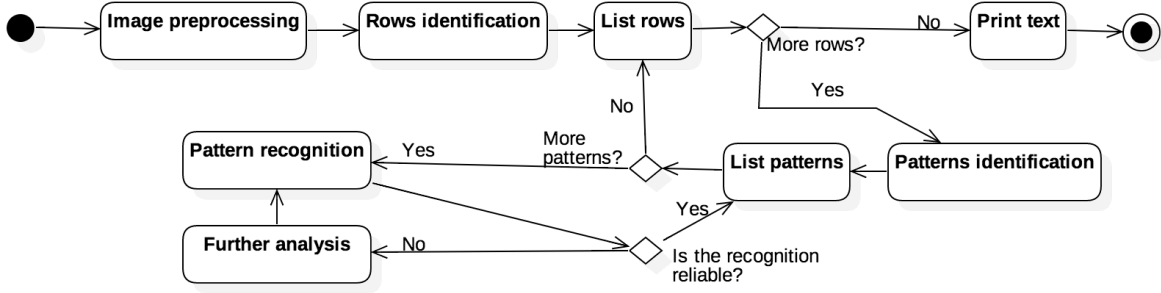 Image preprocessing
Rows identification
List rows
No
Print text
More rows?
Yes
No
More
patterns?
Pattern recognition
Yes
List patterns
Patterns identification
Yes
Further analysis
No
Is the recognition
reliable?